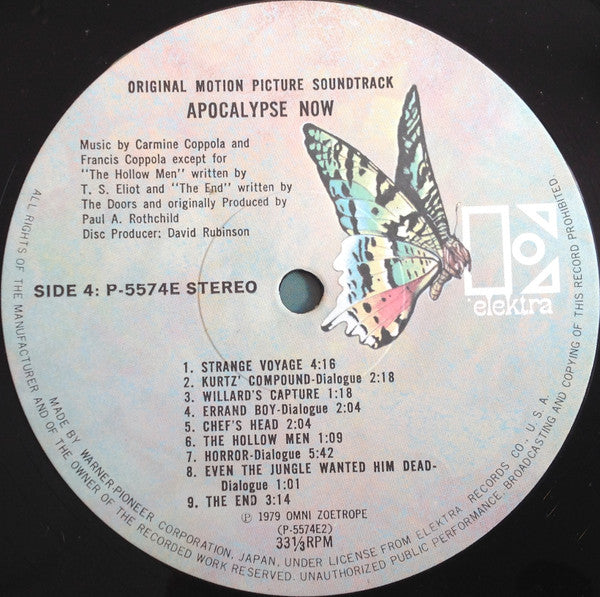 ORIGINAL MOTION PICTURE SOUNDTRACK
APOCALYPSE NOW
Music by Carmine Coppola and
Francis Coppola except for
"The Hollow Men" written by
T. S. Eliot and "The End" written by
The Doors and originally Produced by
Paul A. Rothchild
Disc Producer: David Rubinson
SIDE 4: P-5574E STEREO
elektra
1. STRANGE VOYAGE 4:16
2. KURTZ' COMPOUND-Dialogue 2:18
3. WILLARD'S CAPTURE 1:18
4. ERRAND BOY-Dialogue 2:04
5. CHEF'S HEAD 2:04
6. THE HOLLOW MEN 1:09
7. HORROR-Dialogue 5:42
8. EVEN THE JUNGLE WANTED HIM DEAD-
Dialogue 1:01
9. THE END 3:14
℗ 1979 OMNI ZOETROPE
(P-5574E2)
33⅓RPM
MADE BY WARNER-PIONEER CORPORATION, JAPAN, UNDER LICENSE FROM ELEKTRA RECORDS CO., U.S.A.
ALL RIGHTS OF THE MANUFACTURER AND OF THE OWNER OF THE RECORDED WORK RESERVED. UNAUTHORIZED PUBLIC PERFORMANCE, BROADCASTING AND COPYING OF THIS RECORD PROHIBITED